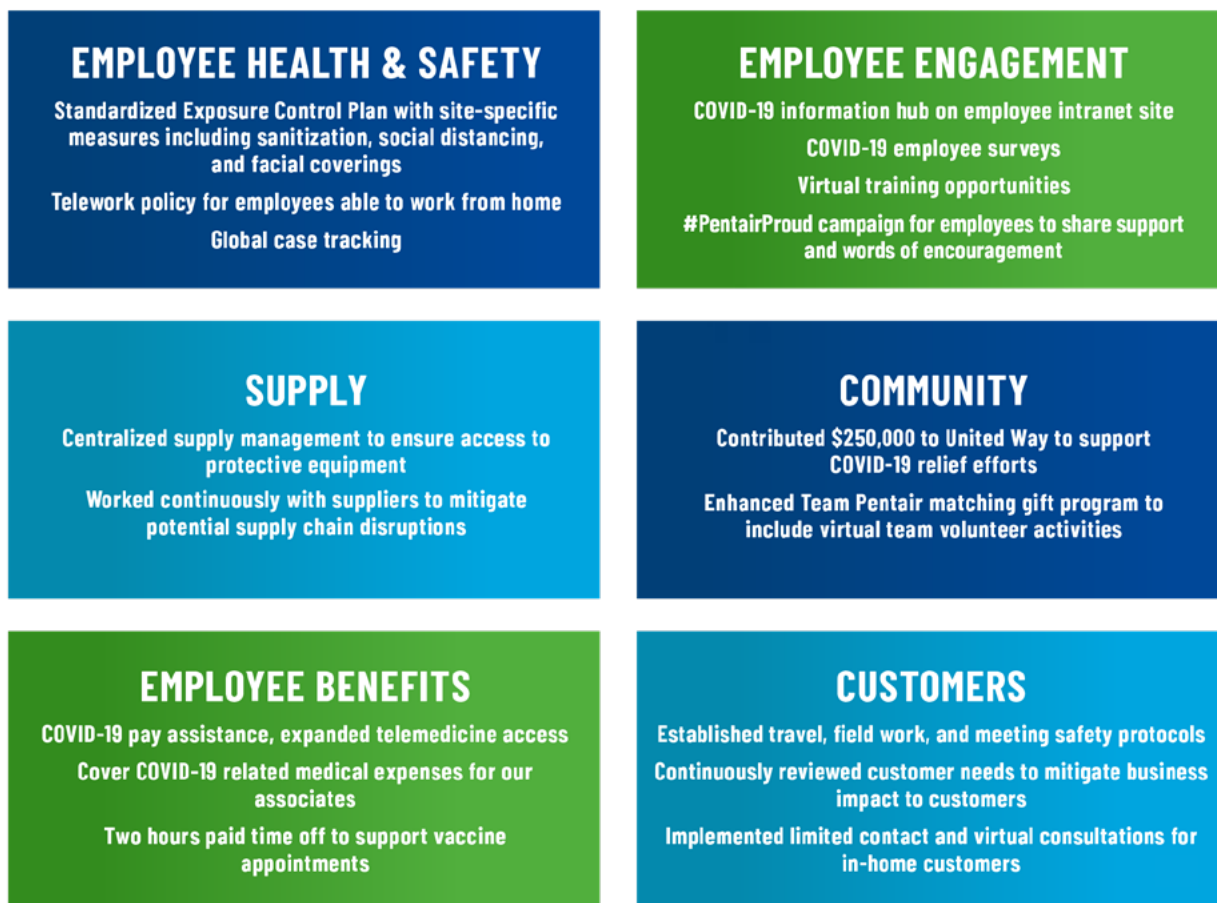 EMPLOYEE HEALTH & SAFETY
Standardized Exposure Control Plan with site-specific
measures including sanitization, social distancing,
and facial coverings
Telework policy for employees able to work from home
Global case tracking
EMPLOYEE ENGAGEMENT
COVID-19 information hub on employee intranet site
COVID-19 employee surveys
Virtual training opportunities
#PentairProud campaign for employees to share support
and words of encouragement
SUPPLY
Centralized supply management to ensure access to
protective equipment
Worked continuously with suppliers to mitigate
potential supply chain disruptions
COMMUNITY
Contributed $250,000 to United Way to support
COVID-19 relief efforts
Enhanced Team Pentair matching gift program to
include virtual team volunteer activities
EMPLOYEE BENEFITS
COVID-19 pay assistance, expanded telemedicine access
Cover COVID-19 related medical expenses for our
associates
Two hours paid time off to support vaccine
appointments
CUSTOMERS
Established travel, field work, and meeting safety protocols
Continuously reviewed customer needs to mitigate business
impact to customers
Implemented limited contact and virtual consultations for
in-home customers